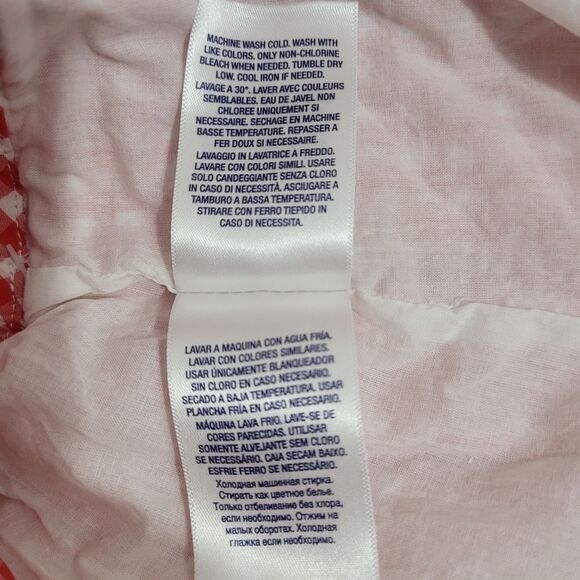 MACHINE WASH COLD. WASH WITH
LIKE COLORS, ONLY NON-CHLORINE
BLEACH WHEN NEEDED. TUMBLE DRY
LOW. COOL IRON IF NEEDED.
LAVAGE A 30°. LAVER AVEC COULEURS
SEMBLABLES. EAU DE JAVEL NON
CHLOREE UNIQUEMENT SI
NECESSAIRE. SECHAGE EN MACHINE
BASSE TEMPERATURE. REPASSER A
FER DOUX SI NECESSAIRE.
LAVAGGIO IN LAVATRICE A FREDDO.
LAVARE CON COLORI SIMILI. USARE
SOLO CANDEGGIANTE SENZA CLORO
IN CASO DI NECESSITÀ. ASCIUGARE A
TAMBURO A BASSA TEMPERATURA.
STIRARE CON FERRO TIEPIDO IN
CASO DI NECESSITA.
LAVAR A MAQUINA CON AGUA FRÍA.
LAVAR CON COLORES SIMILARES.
USAR ÚNICAMENTE BLANQUEADOR
SIN CLORO EN CASO NECESARIO.
SECADO A BAJA TEMPERATURA. USAR
PLANCHA FRÍA EN CASO NECESARIO.
MÁQUINA LAVA FRIO. LAVE-SE DE
CORES PARECIDAS, UTILISAR
SOMENTE ALVEJANTE SEM CLORO
SE NECESSÁRIO. CAIA SECAM BAIXO.
ESFRIE FERRO SE NECESSÁRIO.
Холодная машинная стирка.
Стирать как цветное белье.
Только отбеливание без хлора,
если необходимо. Отжим на
малых оборотах. Холодная
глажка если необходимо.